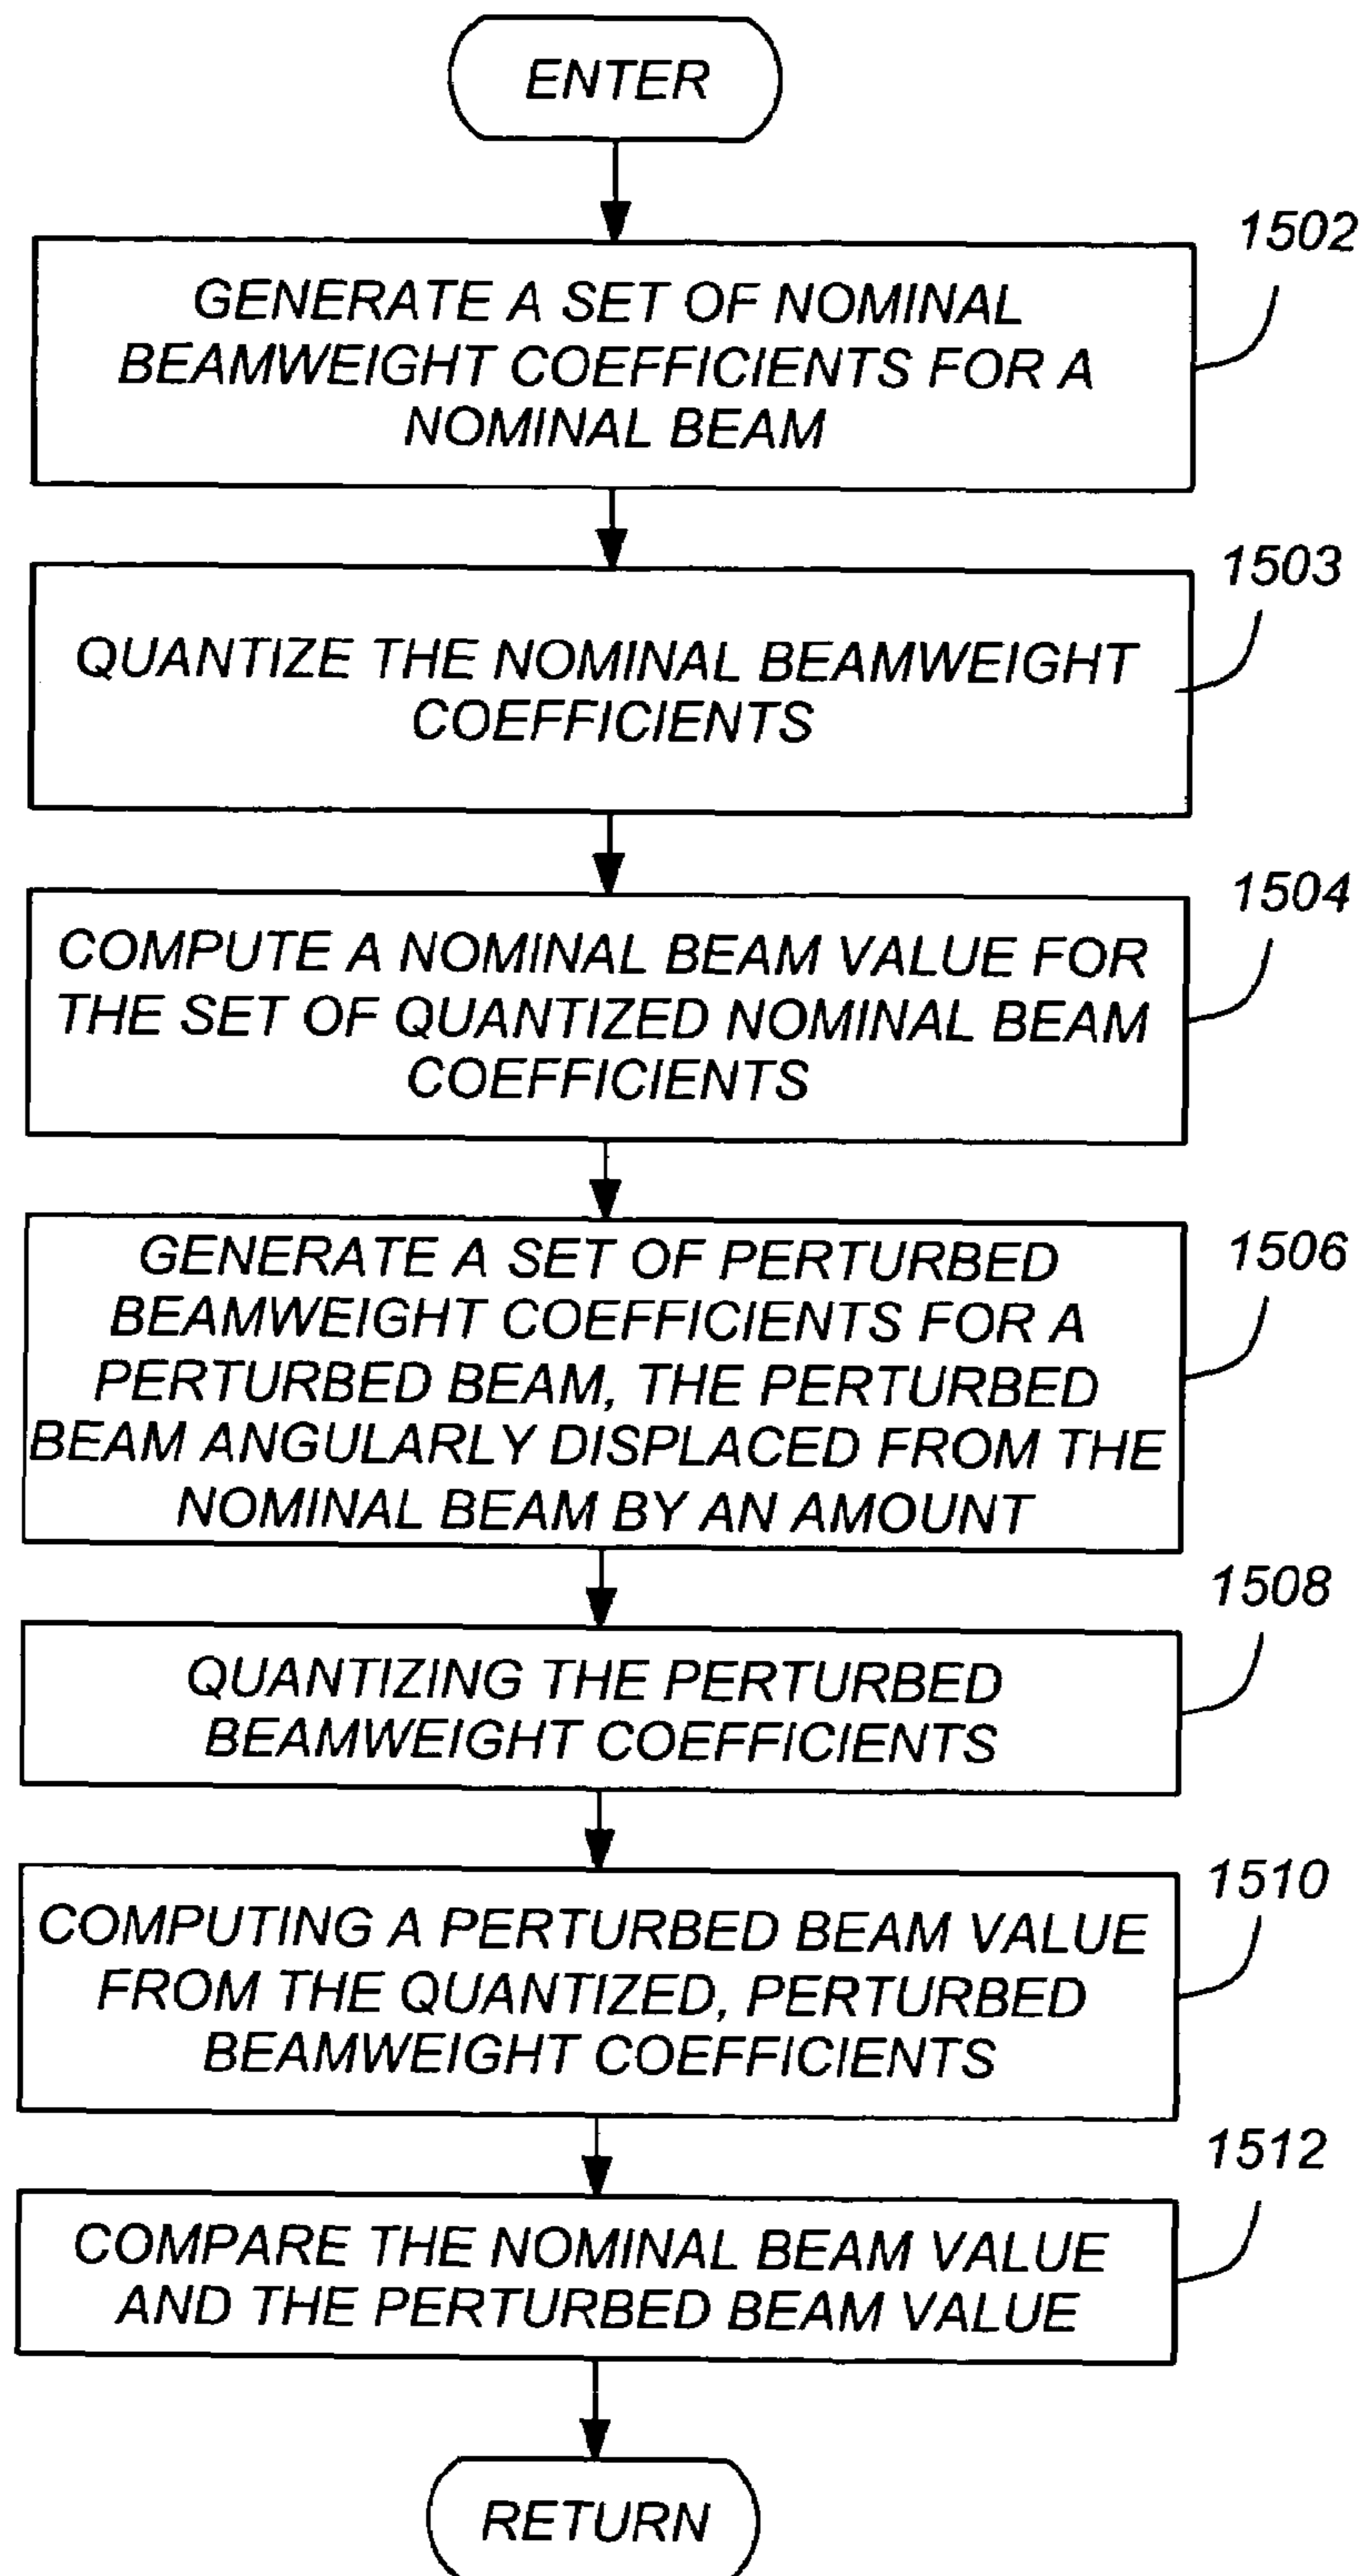 ENTER
1502
GENERATE A SET OF NOMINAL
BEAMWEIGHT COEFFICIENTS FOR A
NOMINAL BEAM
1503
QUANTIZE THE NOMINAL BEAMWEIGHT
COEFFICIENTS
1504
COMPUTE A NOMINAL BEAM VALUE FOR
THE SET OF QUANTIZED NOMINAL BEAM
COEFFICIENTS
1506
GENERATE A SET OF PERTURBED
BEAMWEIGHT COEFFICIENTS FOR A
PERTURBED BEAM, THE PERTURBED
BEAM ANGULARLY DISPLACED FROM THE
NOMINAL BEAM BY AN AMOUNT
1508
QUANTIZING THE PERTURBED
BEAMWEIGHT COEFFICIENTS
1510
COMPUTING A PERTURBED BEAM VALUE
FROM THE QUANTIZED, PERTURBED
BEAMWEIGHT COEFFICIENTS
1512
COMPARE THE NOMINAL BEAM VALUE
AND THE PERTURBED BEAM VALUE
RETURN